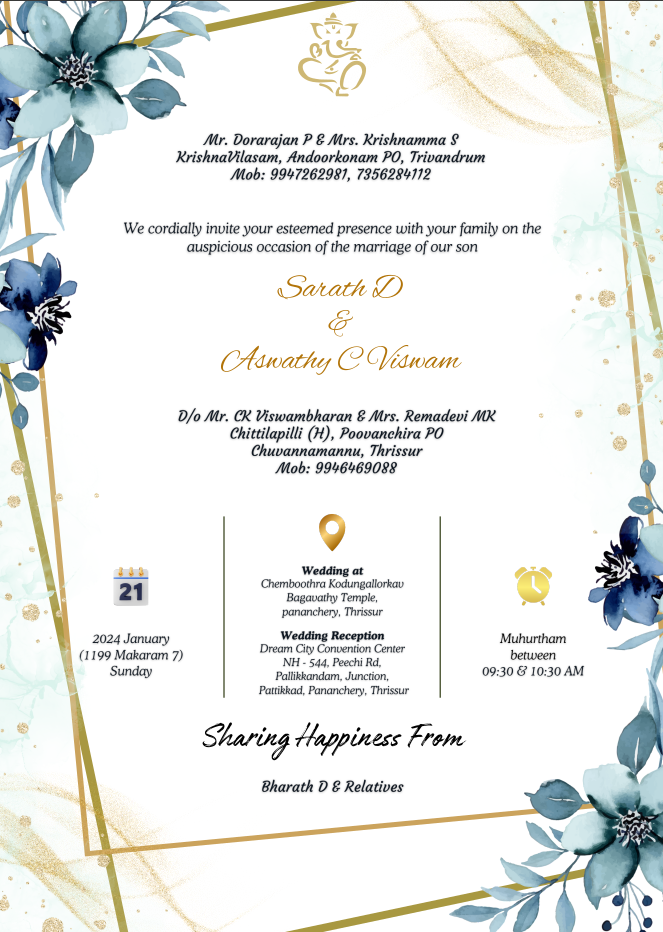 Mr. Dorarajan P & Mrs. Krishnamma S
KrishnaVilasam, Andoorkonam PO, Trivandrum
Mob: 9947262981, 7356284112
We cordially invite your esteemed presence with your family on the
auspicious occasion of the marriage of our son
Sarath D
&
Aswathy C Viswam
D/o Mr. CK Viswambharan & Mrs. Remadevi MK
Chittilapilli (H), Poovanchira PO
Chuvannamannu, Thrissur
Mob: 9946469088
21
2024 January
(1199 Makaram 7)
Sunday
Wedding at
Chemboothra Kodungallorkav
Bagavathy Temple,
pananchery, Thrissur
Wedding Reception
Dream City Convention Center
NH - 544, Peechi Rd,
Pallikkandam, Junction,
Pattikkad, Pananchery, Thrissur
Muhurtham
between
09:30 & 10:30 AM
Sharing Happiness From
Bharath D & Relatives